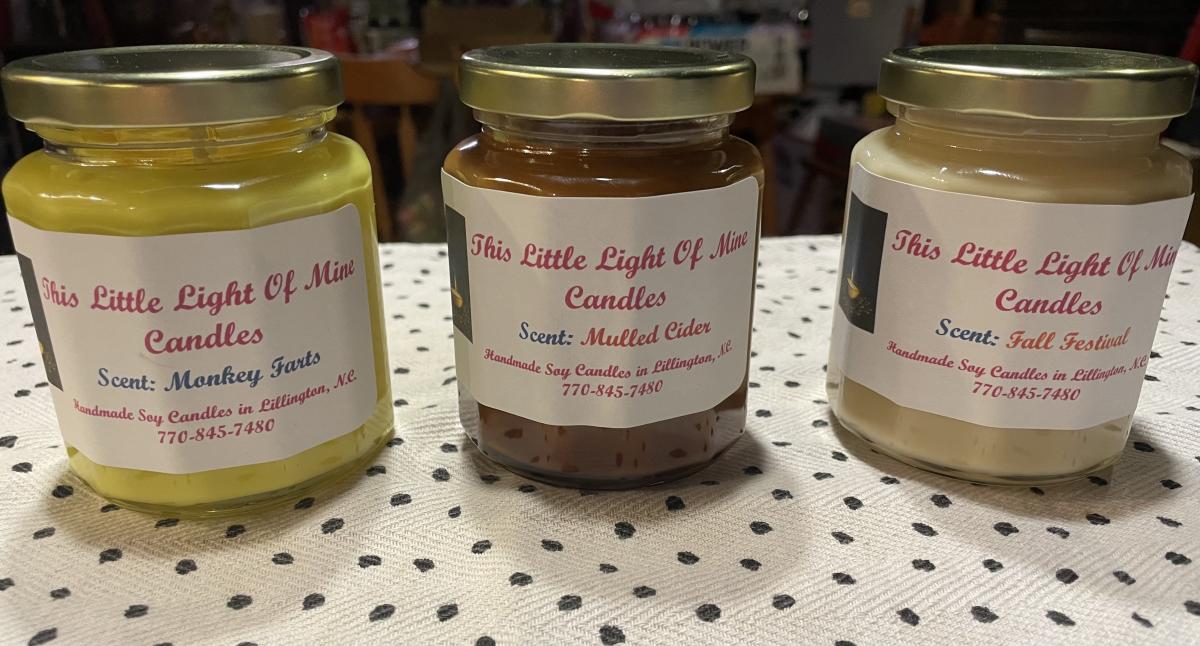 This Little Light Of Mine
Candles
Scent: Monkey Farts
Handmade Soy Candles in Lillington, N.C.
770-845-7480
This Little Light Of Mine
Candles
Scent: Mulled Cider
Handmade Soy Candles in Lillington, N.C.
770-845-7480
This Little Light Of Min
Candles
Scent: Fall Festival
Handmade Soy Candles in Lillington, N.C.
770-845-7480